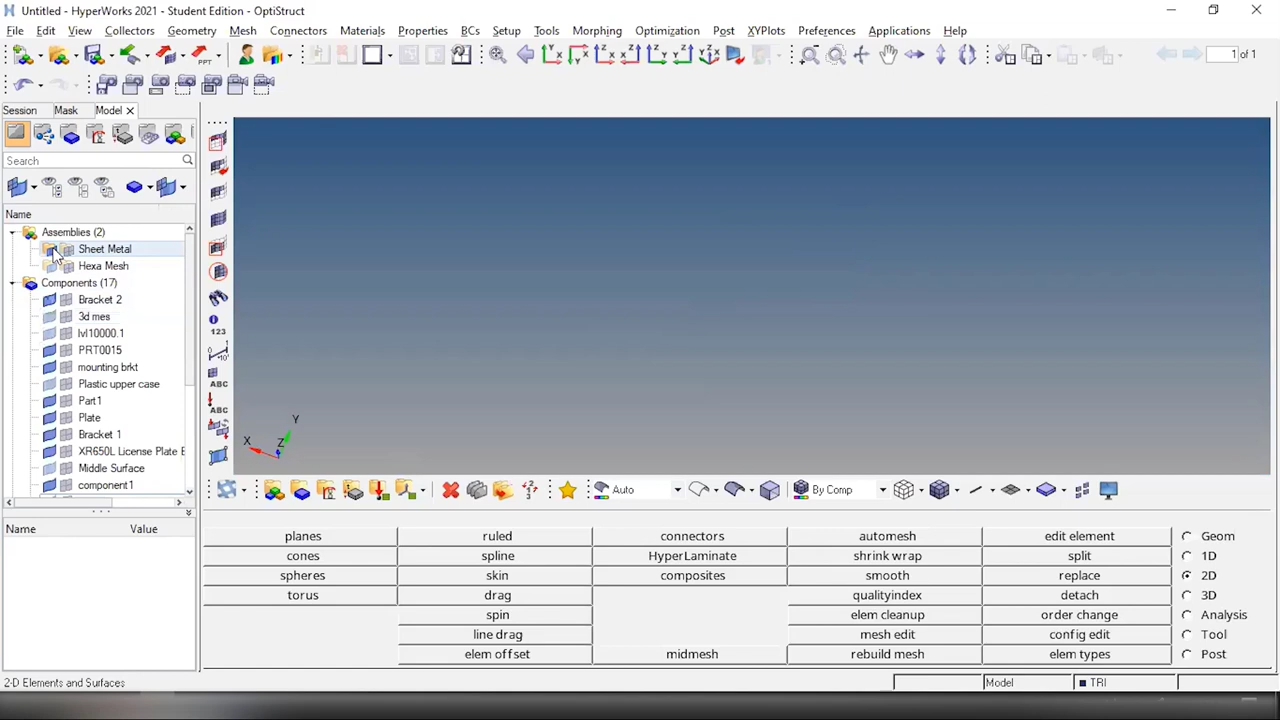 Untitled - HyperWorks 2021 - Student Edition - OptiStruct
File Edit View Collectors Geometry Mesh Connectors Materials Properties BCs Setup Tools Morphing Optimization Post XYPlots Preferences Applications Help
PPT
1 of 1
Session Mask Model
Search
Name
Assemblies (2)
Sheet Metal
Hexa Mesh
Components (17)
Bracket 2
3d mes
lvl10000.1
PRT0015
mounting brkt
Plastic upper case
Part1
Plate
Bracket 1
XR650L License Plate
Middle Surface
component1
Name Value
123
ABC
ABC
Y
X
Z
Auto
By Comp
planes ruled connectors automesh edit element Geom
cones spline HyperLaminate shrink wrap split 1D
spheres skin composites smooth replace 2D
torus drag qualityindex detach 3D
spin elem cleanup order change Analysis
line drag mesh edit config edit Tool
elem offset midmesh rebuild mesh elem types Post
2-D Elements and Surfaces
Model
TRI